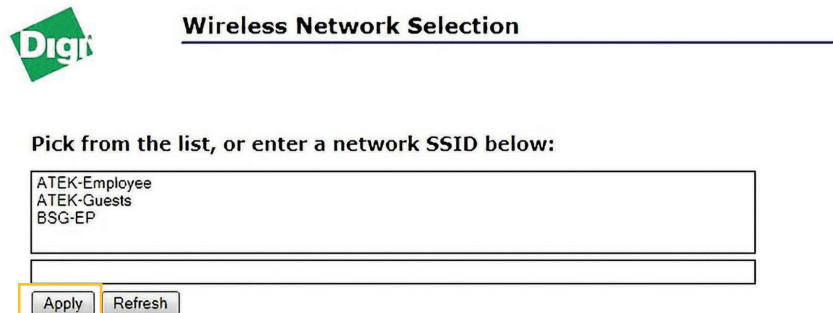 Digi
Wireless Network Selection
Pick from the list, or enter a network SSID below:
ATEK-Employee
ATEK-Guests
BSG-EP
Apply Refresh